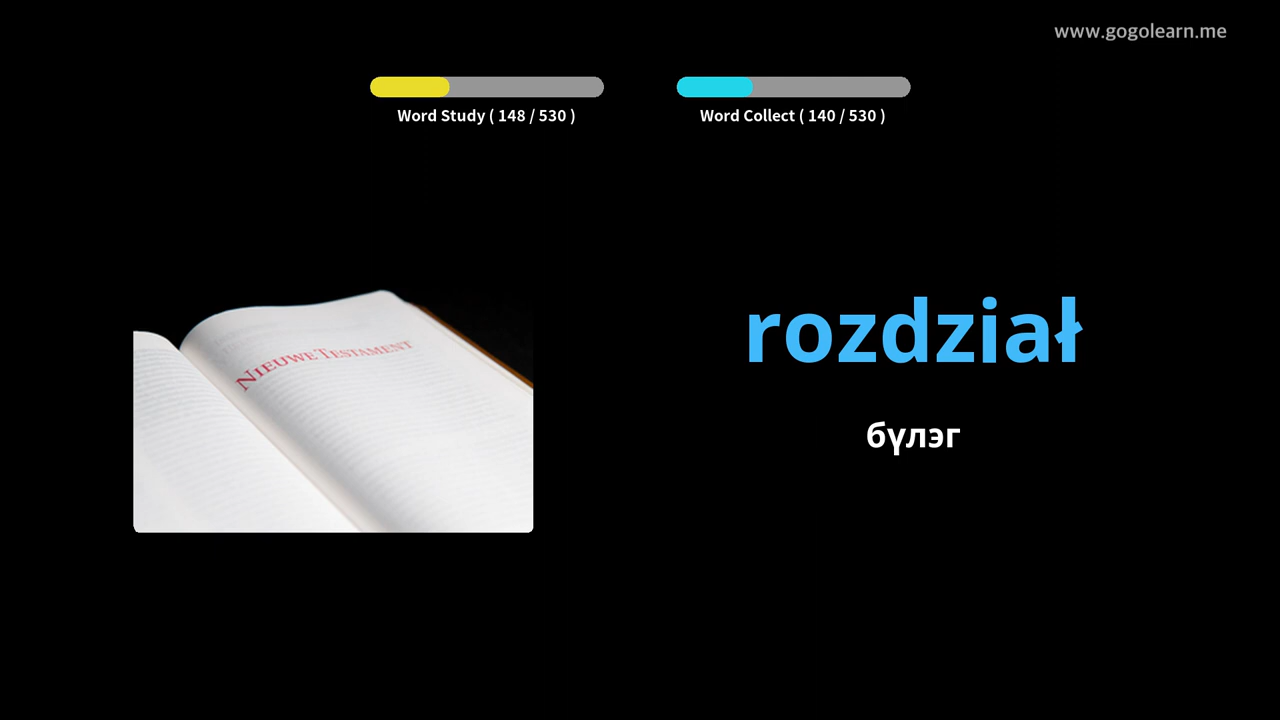 www.gogolearn.me
Word Study ( 148 / 530 )
Word Collect ( 140 / 530 )
NIEUWE TESTAMENT
rozdział
бүлэг